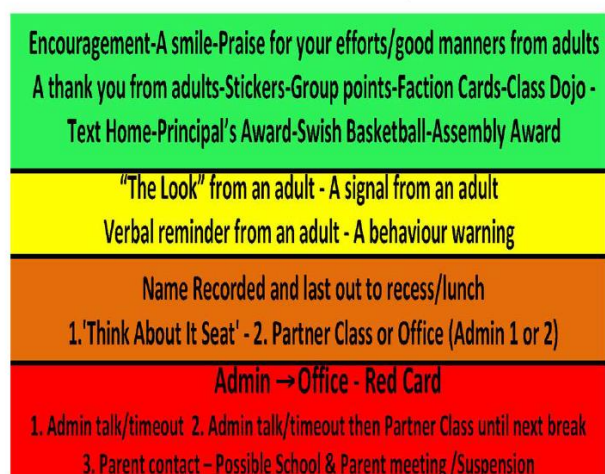 Encouragement-A smile-Praise for your efforts/good manners from adults
A thank you from adults-Stickers-Group points-Faction Cards-Class Dojo -
Text Home-Principal's Award-Swish Basketball-Assembly Award
“The Look” from an adult - A signal from an adult
Verbal reminder from an adult - A behaviour warning
Name Recorded and last out to recess/lunch
1.'Think About It Seat' - 2. Partner Class or Office (Admin 1 or 2)
Admin →Office - Red Card
1. Admin talk/timeout 2. Admin talk/timeout then Partner Class until next break
3. Parent contact – Possible School & Parent meeting /Suspension